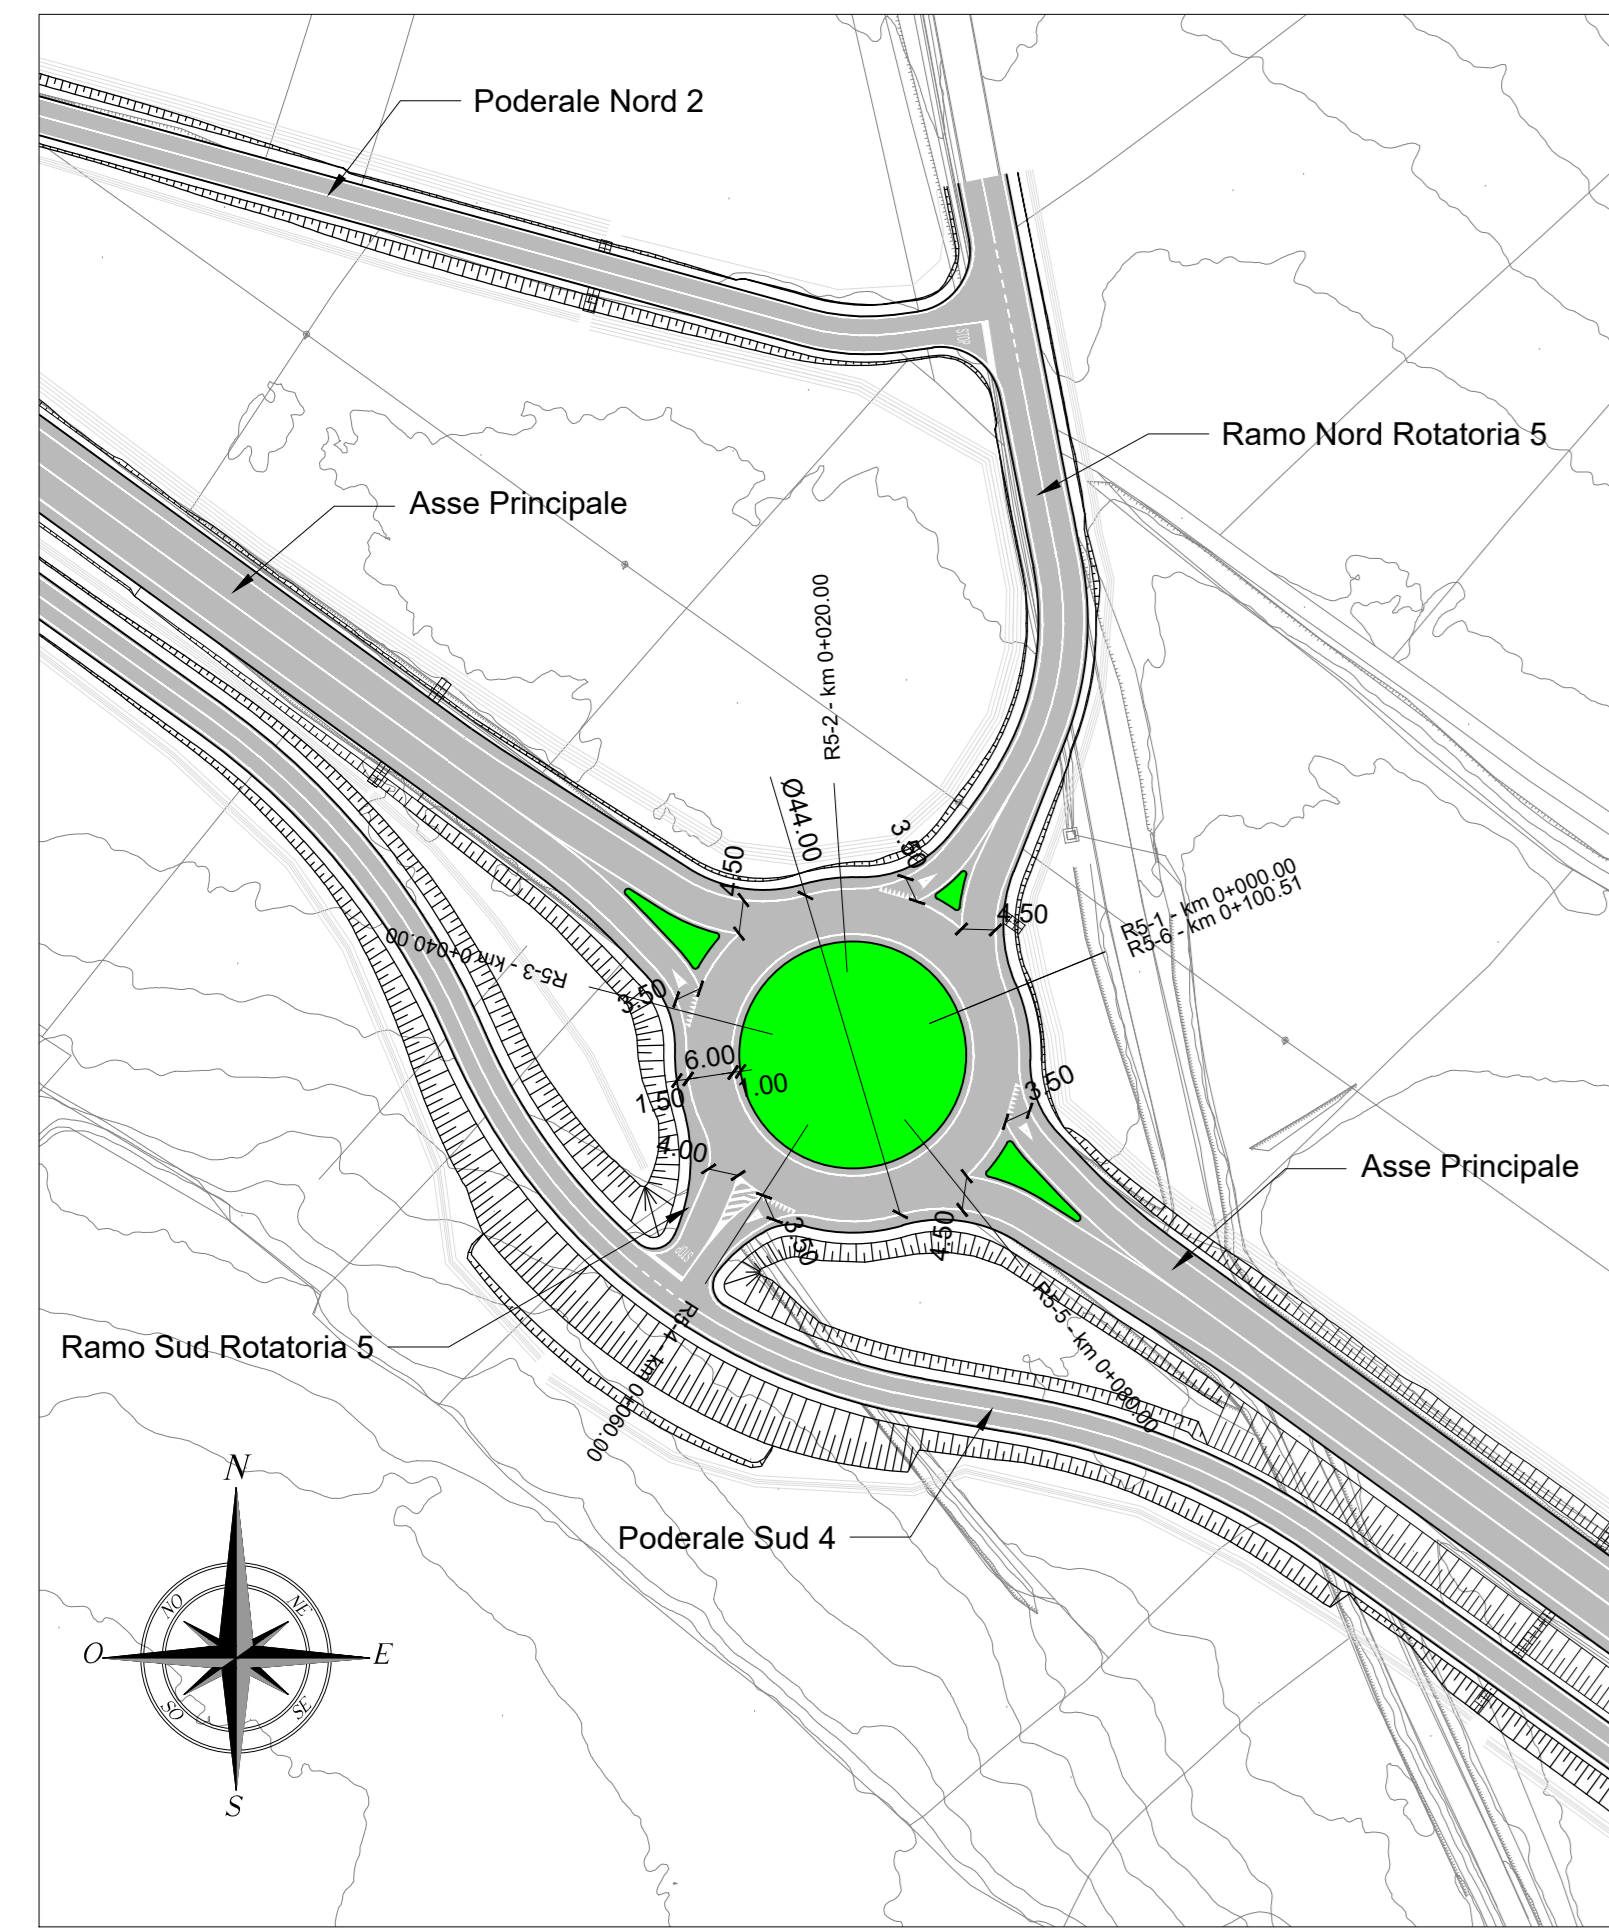 Poderale Nord 2
STOP
Ramo Nord Rotatoria 5
Asse Principale
R5-2 - km 0+020.00
Ø44.00
3.50
4.50
4.50
R5-1 - km 0+000.00
R5-6 - km 0+100.51
R5-3 - km 0+040.00
3.50
6.00
1.00
1.50
3.50
4.00
Asse Principale
3.50
4.50
STOP
R5-5 - km 0+080.00
R5-4 - km 0+060.00
Ramo Sud Rotatoria 5
Poderale Sud 4
N
NO
NE
O
E
SO
SE
S